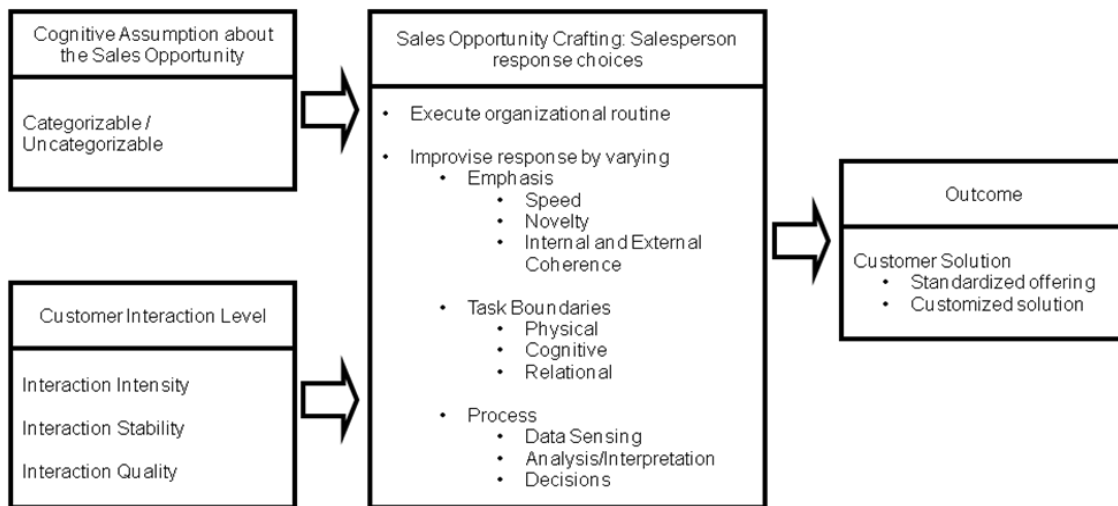 Cognitive Assumption about
the Sales Opportunity
Categorizable /
Uncategorizable
Customer Interaction Level
Interaction Intensity
Interaction Stability
Interaction Quality
Sales Opportunity Crafting: Salesperson
response choices
• Execute organizational routine
• Improvise response by varying
• Emphasis
• Speed
• Novelty
• Internal and External
Coherence
• Task Boundaries
• Physical
• Cognitive
• Relational
• Process
• Data Sensing
• Analysis/Interpretation
• Decisions
Outcome
Customer Solution
• Standardized offering
• Customized solution